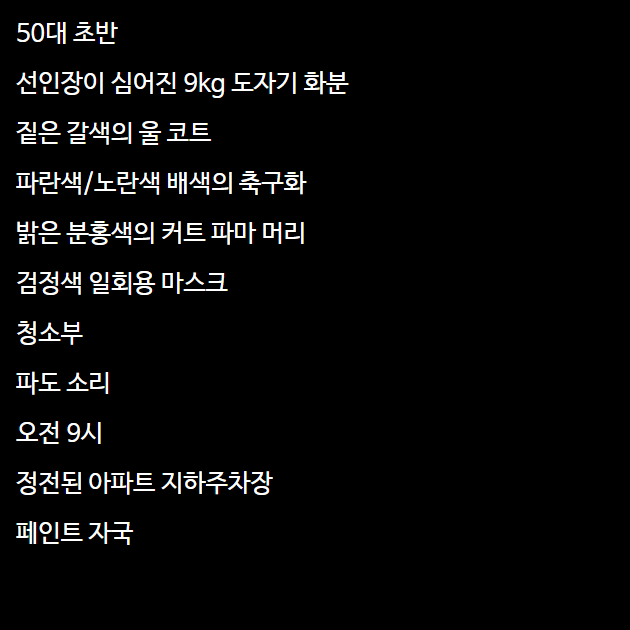 50대 초반
선인장이 심어진 9kg 도자기 화분
짙은 갈색의 울 코트
파란색/노란색 배색의 축구화
밝은 분홍색의 커트 파마 머리
검정색 일회용 마스크
청소부
파도 소리
오전 9시
정전된 아파트 지하주차장
페인트 자국